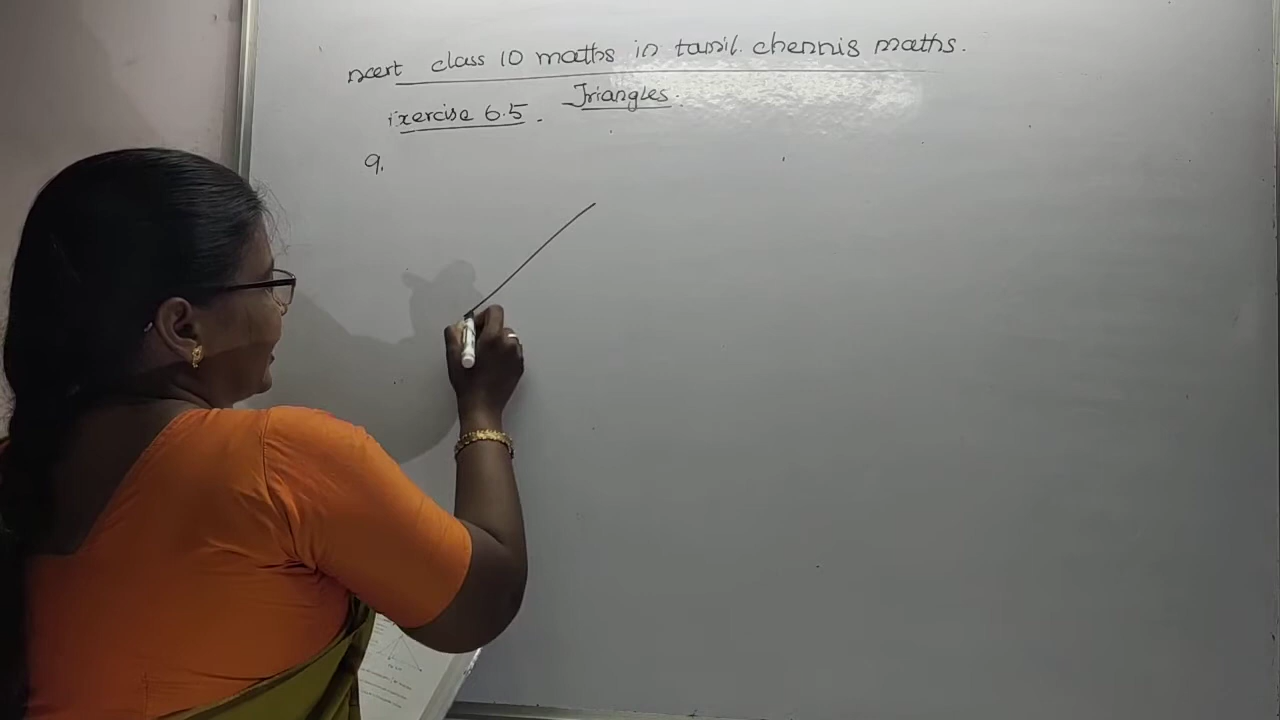 ncert class 10 maths in tamil. chennis maths.
Exercise 6.5. Triangles.
9.